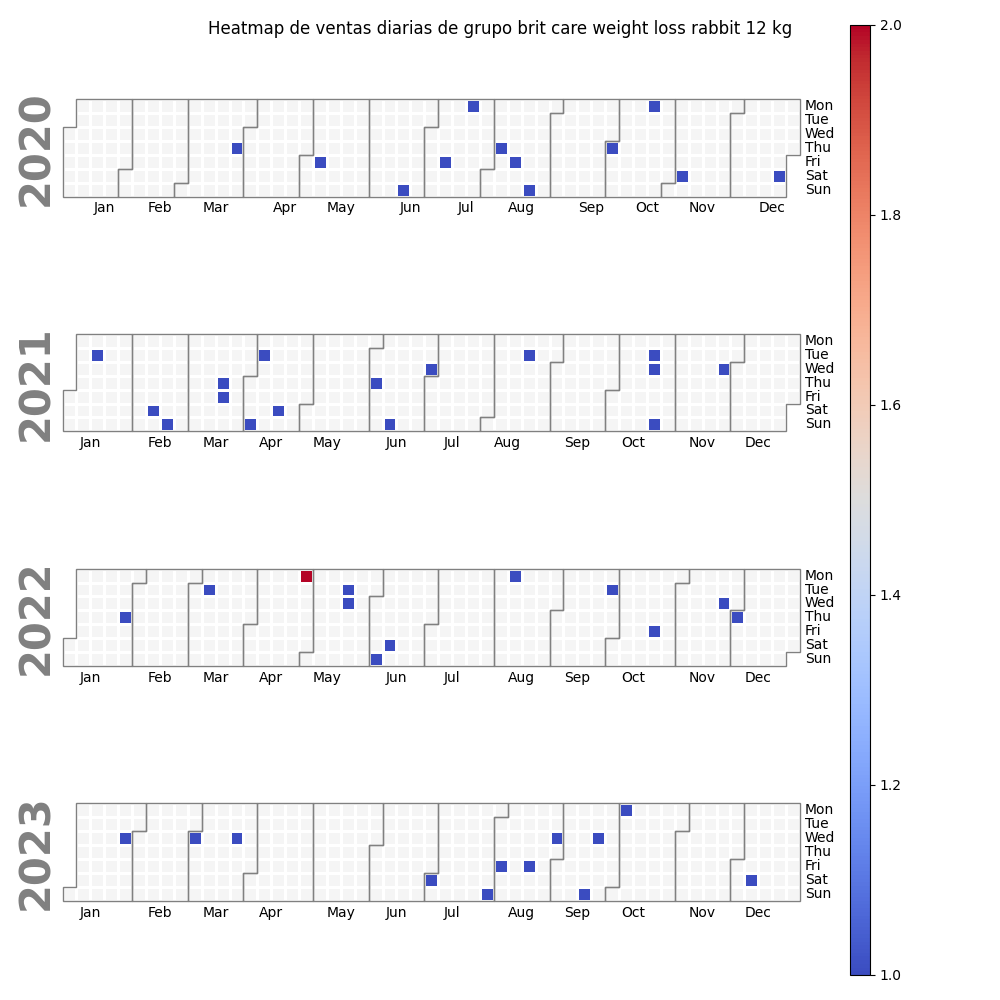 Heatmap de ventas diarias de grupo brit care weight loss rabbit 12 kg
2020
Mon
Tue
Wed
Thu
Fri
Sat
Sun
Jan Feb Mar Apr May Jun Jul Aug Sep Oct Nov Dec
2021
Mon
Tue
Wed
Thu
Fri
Sat
Sun
Jan Feb Mar Apr May Jun Jul Aug Sep Oct Nov Dec
2022
Mon
Tue
Wed
Thu
Fri
Sat
Sun
Jan Feb Mar Apr May Jun Jul Aug Sep Oct Nov Dec
2023
Mon
Tue
Wed
Thu
Fri
Sat
Sun
Jan Feb Mar Apr May Jun Jul Aug Sep Oct Nov Dec
2.0
1.8
1.6
1.4
1.2
1.0